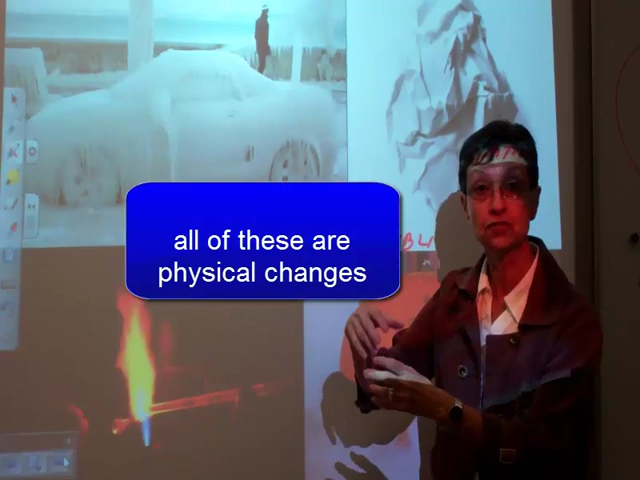 all of these are
physical changes